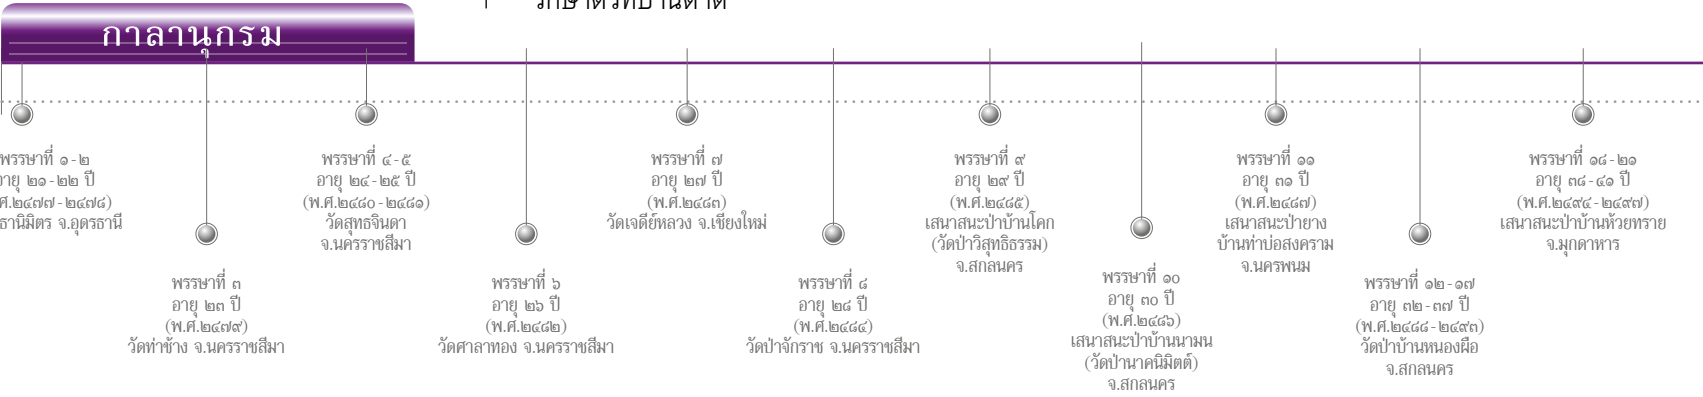 รักษาตัวที่บ้านตาด
กาลานุกรม
พรรษาที่ ๑-๒
อายุ ๒๑-๒๒ ปี
ศ.๒๔๗๗-๒๔๗๘)
ธานิมิตร จ.อุดรธานี
พรรษาที่ ๓
อายุ ๒๓ ปี
(พ.ศ.๒๔๗๙)
วัดท่าช้าง จ.นครราชสีมา
พรรษาที่ ๔-๕
อายุ ๒๔-๒๕ ปี
(พ.ศ.๒๔๘๐-๒๔๘๑)
วัดสุทธจินดา
จ.นครราชสีมา
พรรษาที่ ๖
อายุ ๒๖ ปี
(พ.ศ.๒๔๘๒)
วัดศาลาทอง จ.นครราชสีมา
พรรษาที่ ๗
อายุ ๒๗ ปี
(พ.ศ.๒๔๘๓)
วัดเจดีย์หลวง จ.เชียงใหม่
พรรษาที่ ๘
อายุ ๒๘ ปี
(พ.ศ.๒๔๘๔)
วัดป่าจักราช จ.นครราชสีมา
พรรษาที่ ๙
อายุ ๒๙ ปี
(พ.ศ.๒๔๘๕)
เสนาสนะป่าบ้านโคก
(วัดป่าวิสุทธิธรรม)
จ.สกลนคร
พรรษาที่ ๑๐
อายุ ๓๐ ปี
(พ.ศ.๒๔๘๖)
เสนาสนะป่าบ้านนามน
(วัดป่านาคนิมิตต์)
จ.สกลนคร
พรรษาที่ ๑๑
อายุ ๓๑ ปี
(พ.ศ.๒๔๘๗)
เสนาสนะป่ายาง
บ้านท่าบ่อสงคราม
จ.นครพนม
พรรษาที่ ๑๒-๑๗
อายุ ๓๒-๓๗ ปี
(พ.ศ.๒๔๘๘-๒๔๙๓)
วัดป่าบ้านหนองผือ
จ.สกลนคร
พรรษาที่ ๑๘-๒๑
อายุ ๓๘-๔๑ ปี
(พ.ศ.๒๔๙๔-๒๔๙๗)
เสนาสนะป่าบ้านห้วยทราย
จ.มุกดาหาร